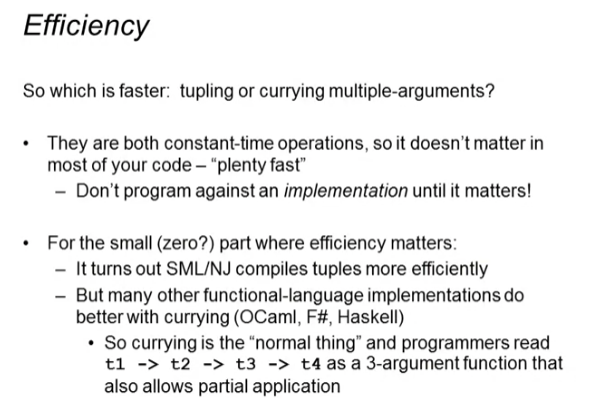 Efficiency
So which is faster: tupling or currying multiple-arguments?
• They are both constant-time operations, so it doesn't matter in
most of your code – "plenty fast"
– Don't program against an implementation until it matters!
• For the small (zero?) part where efficiency matters:
– It turns out SML/NJ compiles tuples more efficiently
– But many other functional-language implementations do
better with currying (OCaml, F#, Haskell)
• So currying is the "normal thing" and programmers read
t1 -> t2 -> t3 -> t4 as a 3-argument function that
also allows partial application